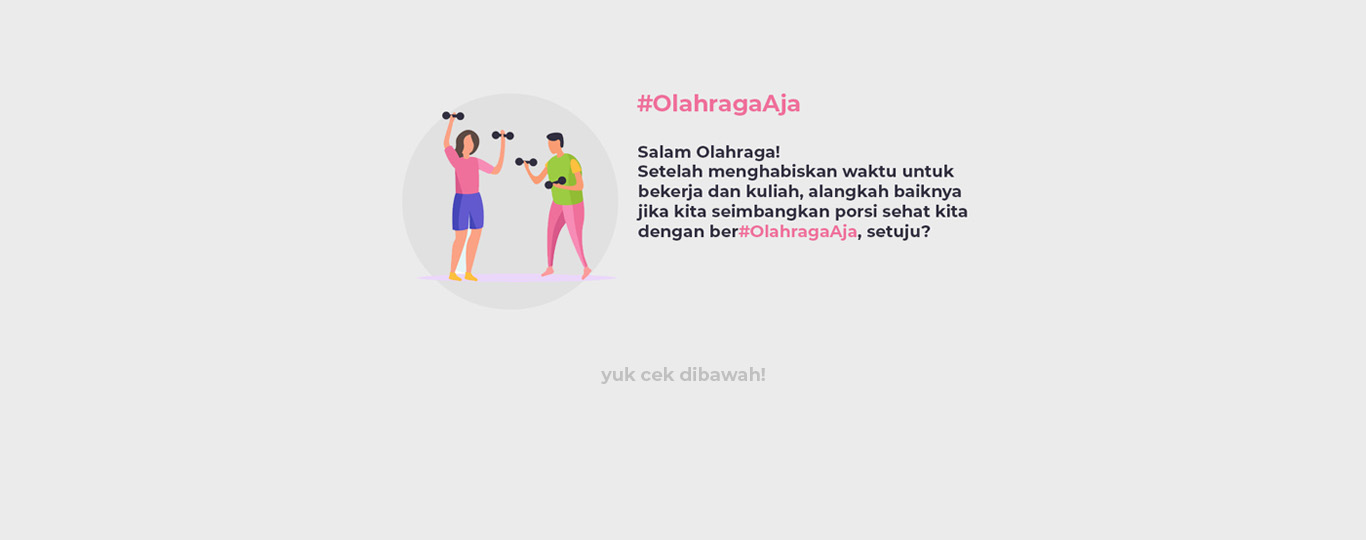 #OlahragaAja
Salam Olahraga!
Setelah menghabiskan waktu untuk
bekerja dan kuliah, alangkah baiknya
jika kita seimbangkan porsi sehat kita
dengan ber#OlahragaAja, setuju?
yuk cek dibawah!